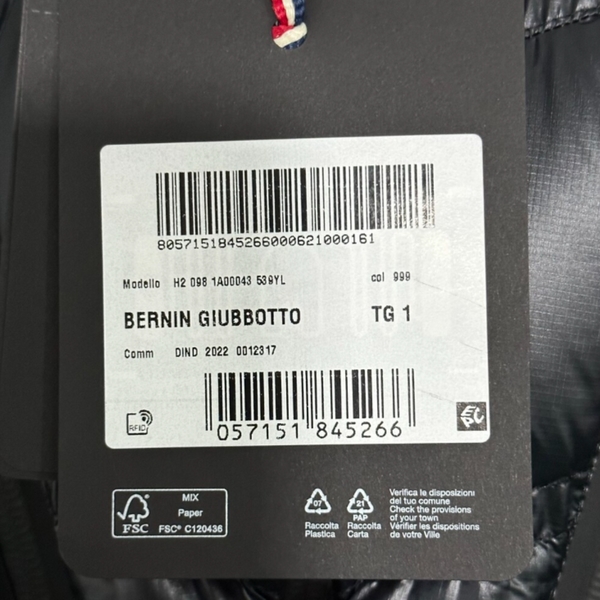 8057151845266000621000161
Modello H2 098 1A00043 539YL col 999
BERNIN GIUBBOTTO TG 1
Comm DIND 2022 0012317
RFID
EPC
057151 845266
FSC
MIX
Paper
FSC® C120436
07
Raccolta
Plastica
21
PAP
Raccolta
Carta
Verifica le disposizioni
del tuo comune
Check the provisions
of your town
Vérifier les dispositions
de votre Ville